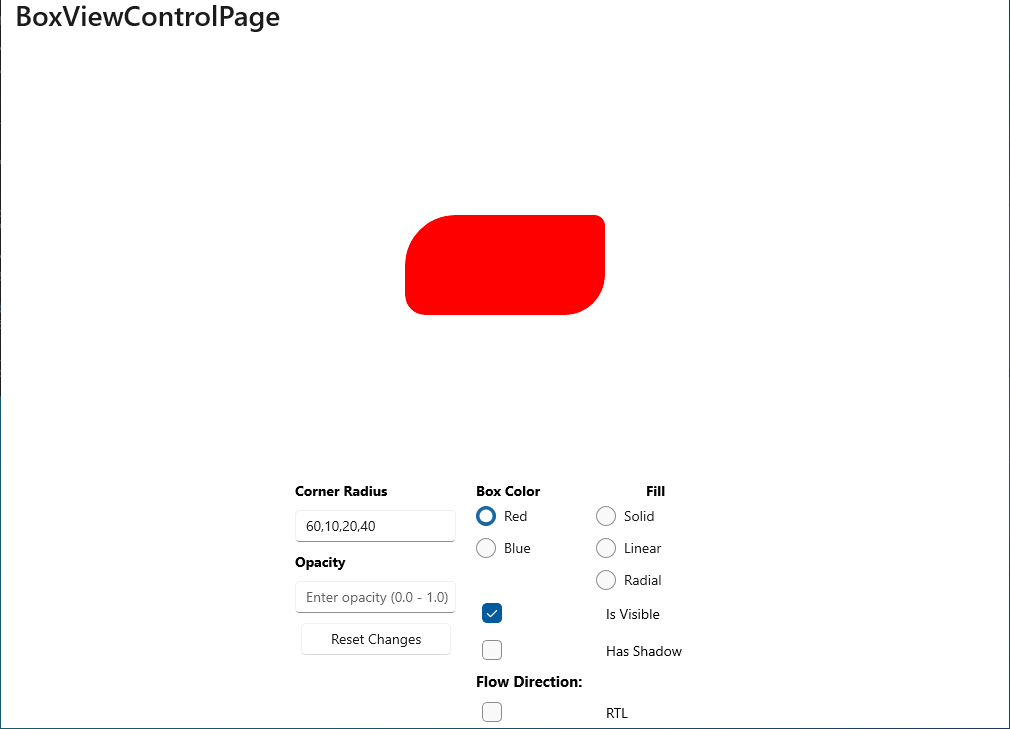 BoxViewControlPage
Corner Radius
60,10,20,40
Opacity
Enter opacity (0.0 - 1.0)
Reset Changes
Box Color
Red
Blue
Fill
Solid
Linear
Radial
Is Visible
Has Shadow
Flow Direction:
RTL